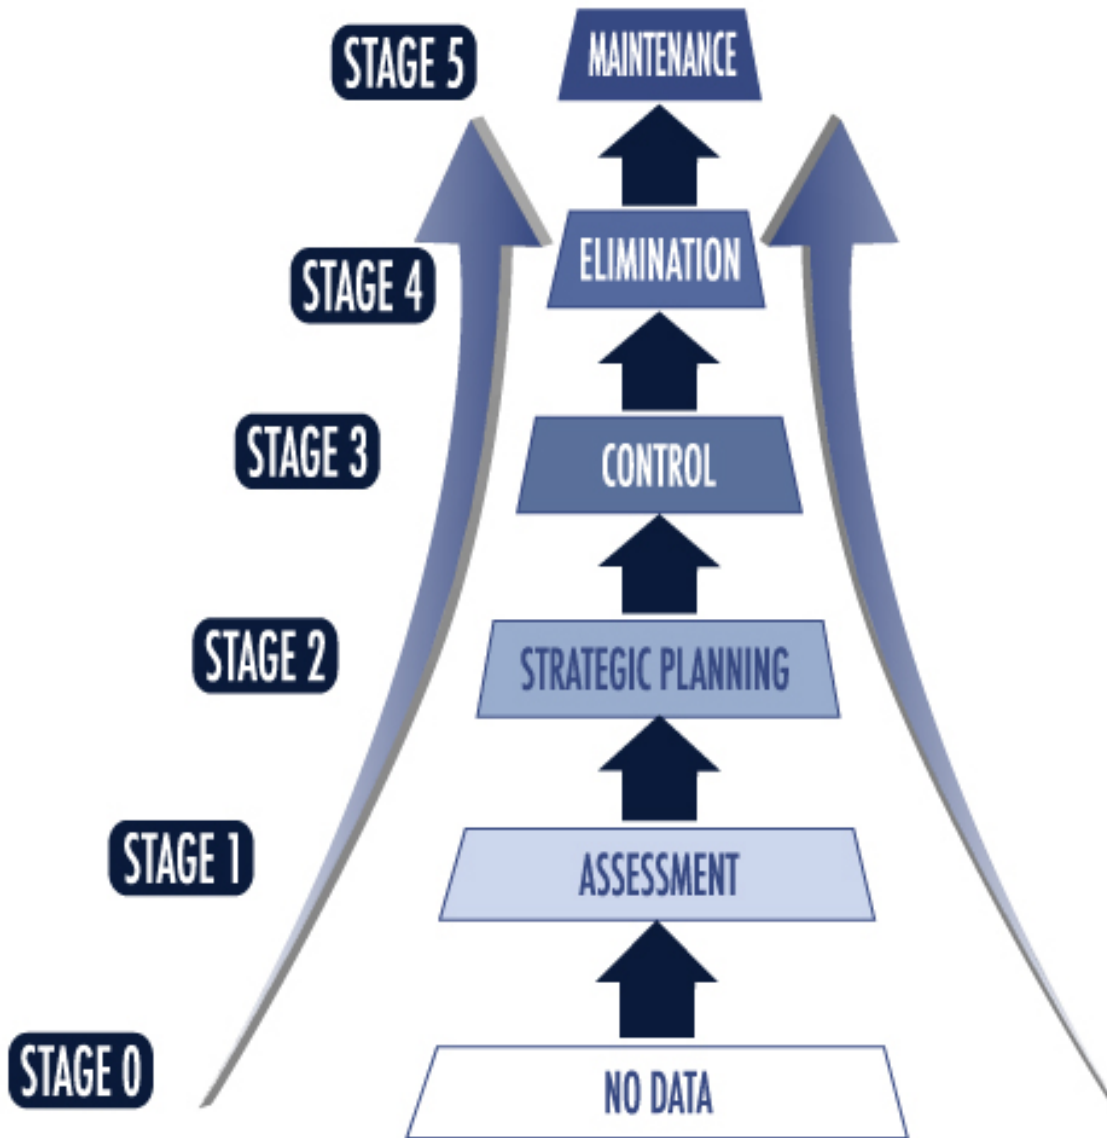 STAGE 5
MAINTENANCE
STAGE 4
ELIMINATION
STAGE 3
CONTROL
STAGE 2
STRATEGIC PLANNING
STAGE 1
ASSESSMENT
STAGE 0
NO DATA